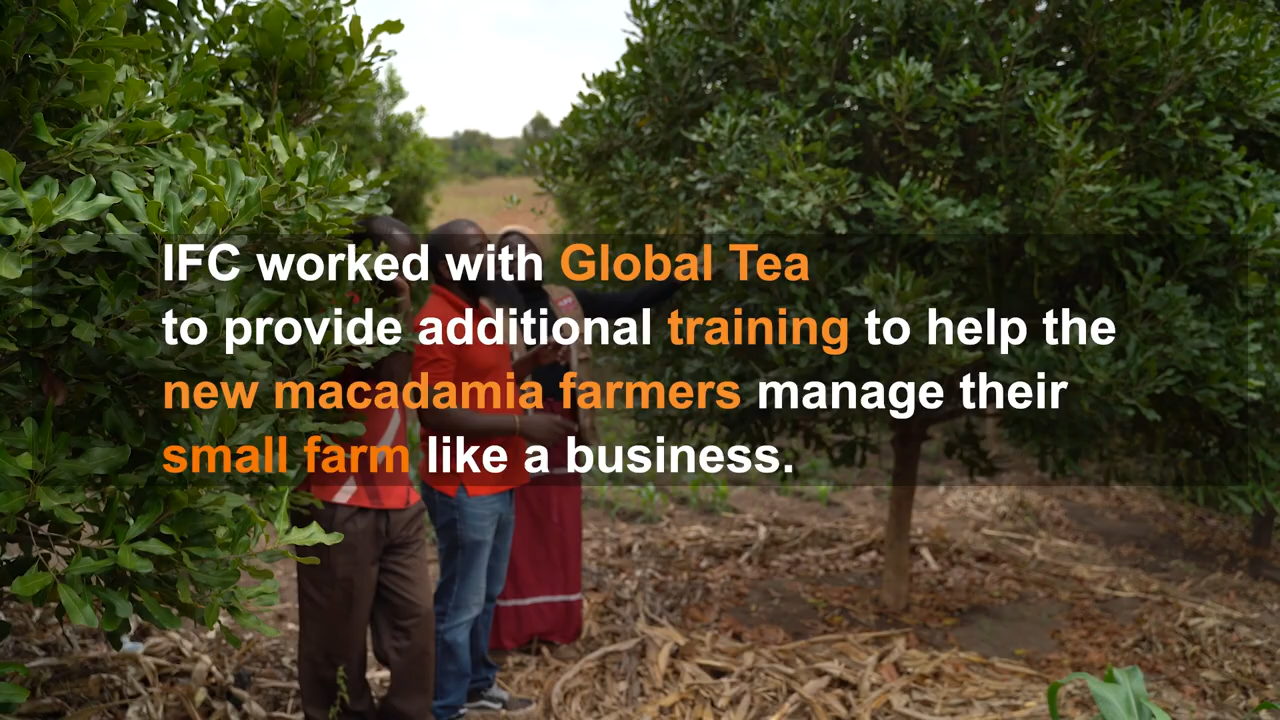 IFC worked with Global Tea
to provide additional training to help the
new macadamia farmers manage their
small farm like a business.